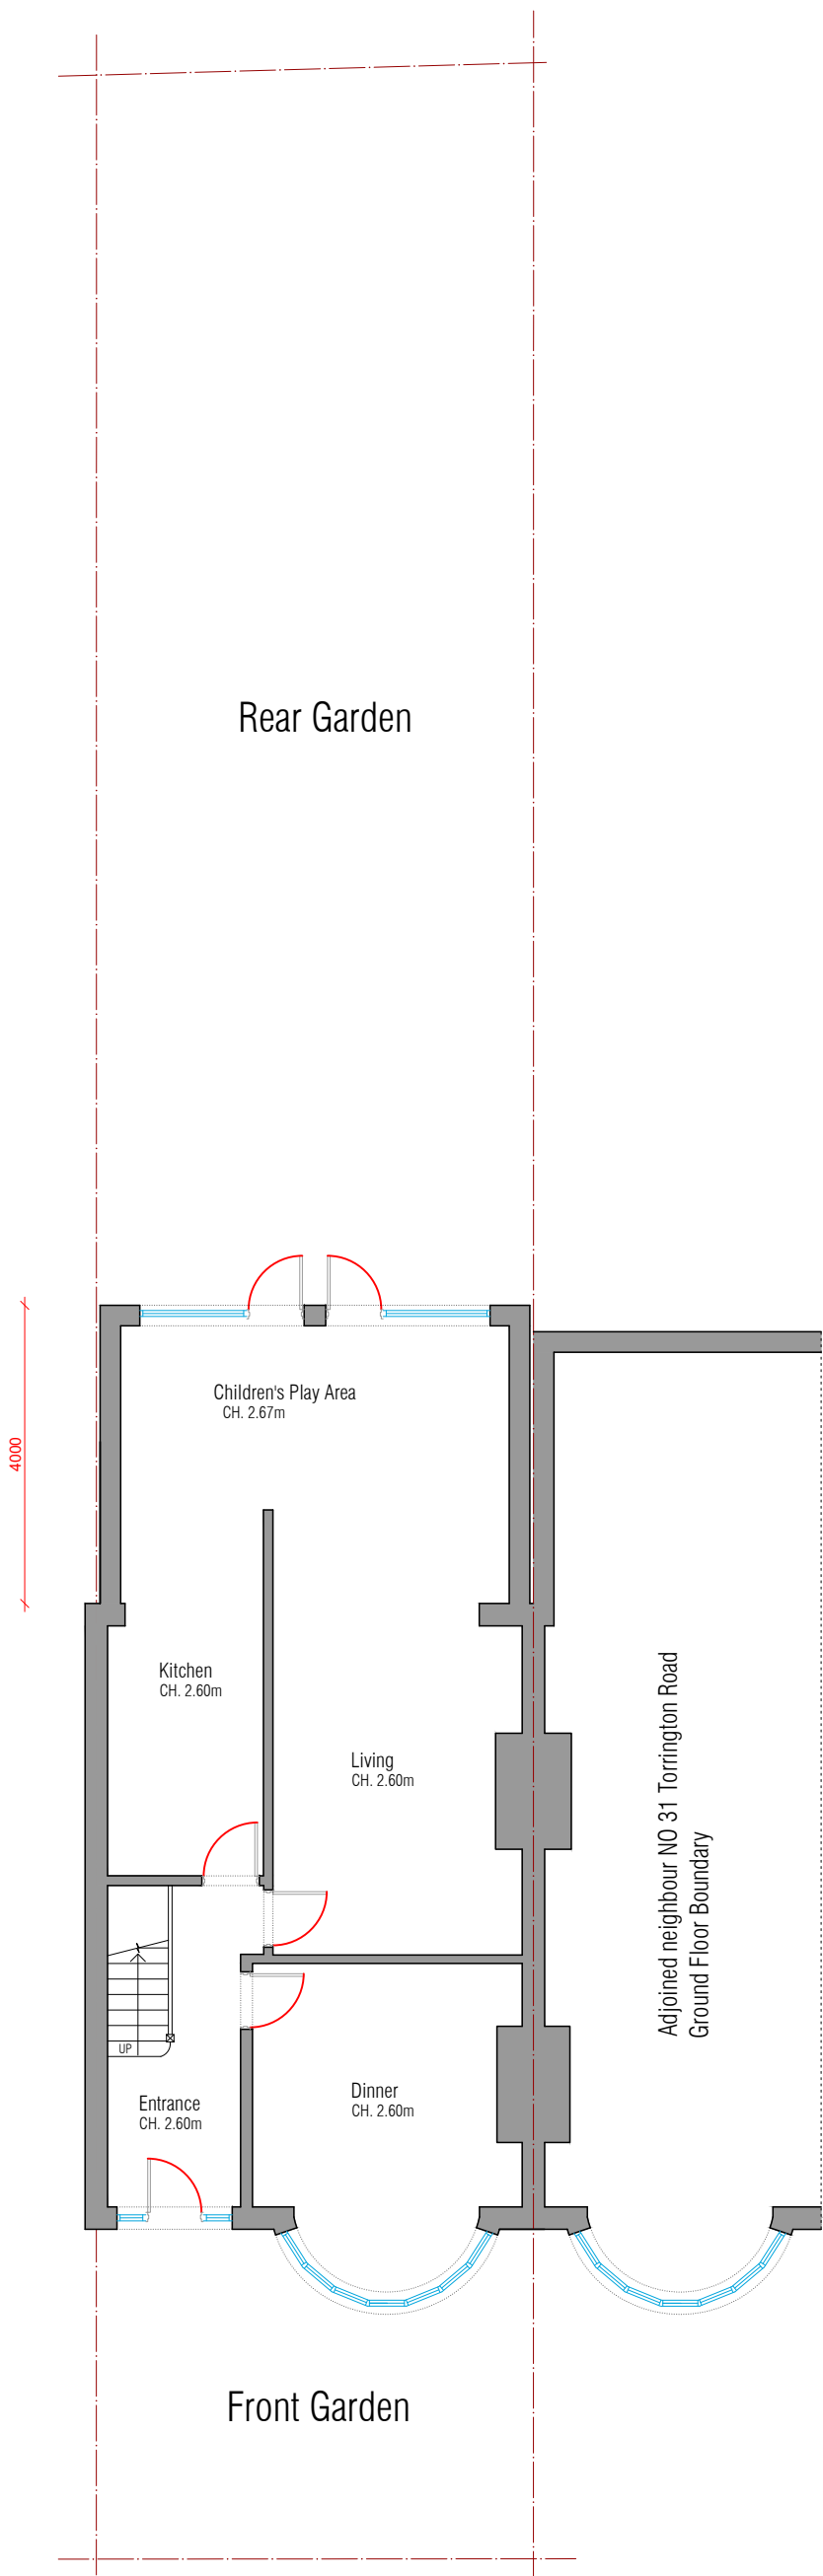 Rear Garden
Children's Play Area
CH. 2.67m
4000
Kitchen
CH. 2.60m
Living
CH. 2.60m
Adjoined neighbour NO 31 Torrington Road
Ground Floor Boundary
UP
Entrance
CH. 2.60m
Dinner
CH. 2.60m
Front Garden